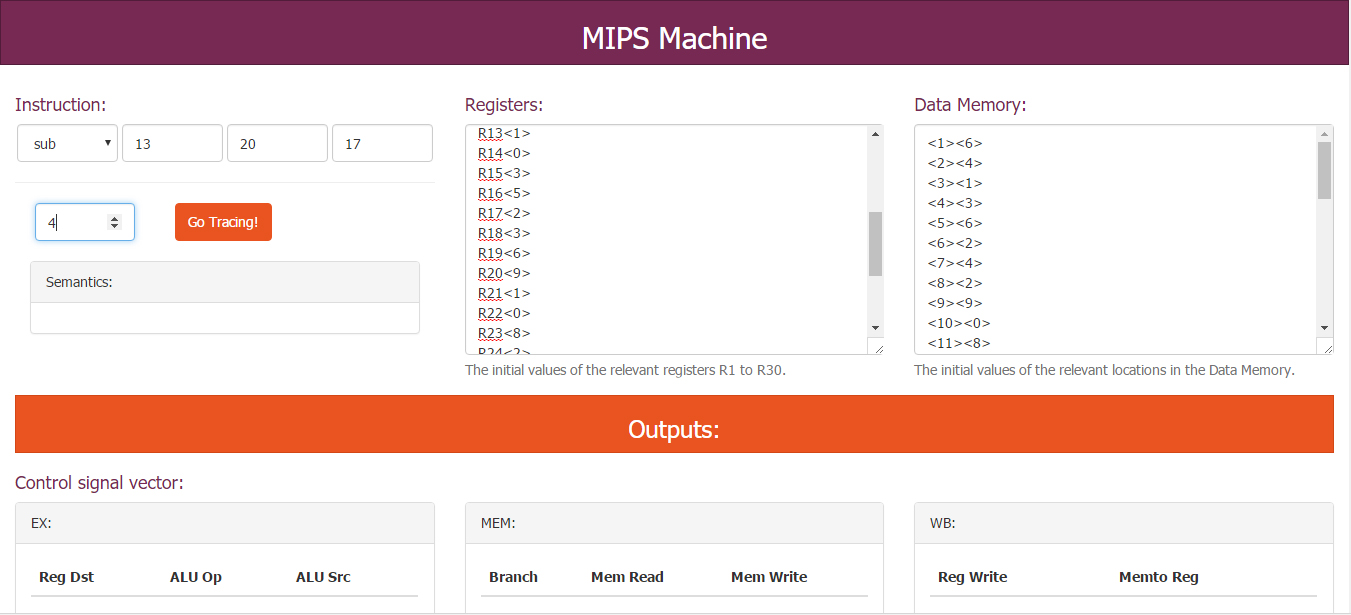 MIPS Machine
Instruction:
sub 13 20 17
4
Go Tracing!
Semantics:
Registers:
R13<1>
R14<0>
R15<3>
R16<5>
R17<2>
R18<3>
R19<6>
R20<9>
R21<1>
R22<0>
R23<8>
R24<2>
The initial values of the relevant registers R1 to R30.
Data Memory:
<1><6>
<2><4>
<3><1>
<4><3>
<5><6>
<6><2>
<7><4>
<8><2>
<9><9>
<10><0>
<11><8>
The initial values of the relevant locations in the Data Memory.
Outputs:
Control signal vector:
EX:
Reg Dst ALU Op ALU Src
MEM:
Branch Mem Read Mem Write
WB:
Reg Write Memto Reg